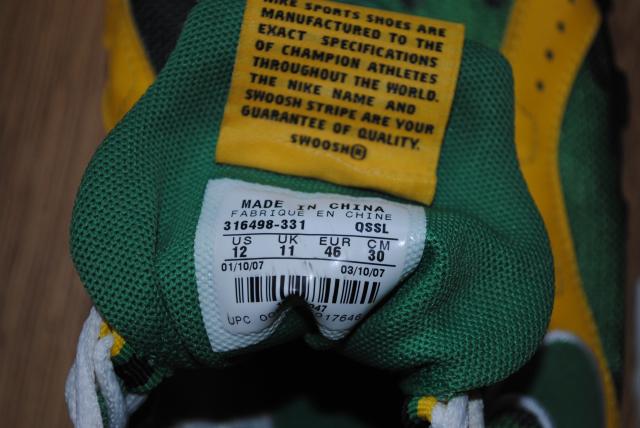 NIKE SPORTS SHOES ARE
MANUFACTURED TO THE
EXACT SPECIFICATIONS
OF CHAMPION ATHLETES
THROUGHOUT THE WORLD.
THE NIKE NAME AND
SWOOSH STRIPE ARE YOUR
GUARANTEE OF QUALITY.
SWOOSH®
MADE IN CHINA
FABRIQUE EN CHINE
316498-331 QSSL
US UK EUR CM
12 11 46 30
01/10/07 03/10/07
UPC